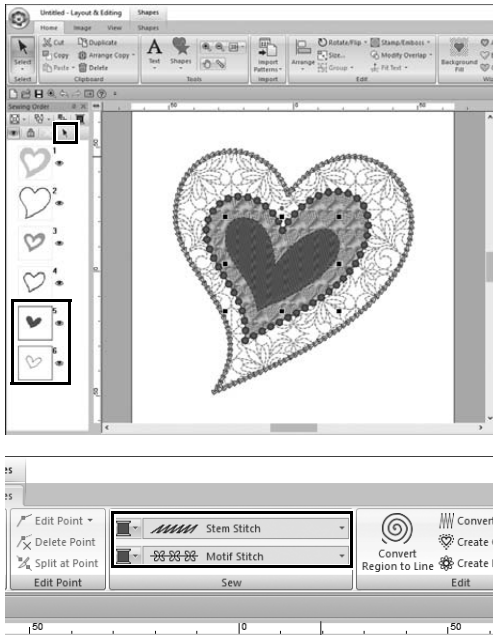 Untitled - Layout & Editing Shapes
Home Image View Shapes
Select
Cut
Copy
Paste
Duplicate
Arrange Copy
Delete
Text
Shapes
Import Patterns
Arrange
Rotate/Flip
Size...
Group
Stamp/Emboss
Modify Overlap
Fit Text
Background Fill
Select Clipboard Tools Import Edit
Sewing Order
50 0 50
1
2
3
4
5
6
Edit Point
Delete Point
Split at Point
Stem Stitch
Motif Stitch
Convert Region to Line
Convert
Create
Create
Edit Point Sew Edit
50 0 50